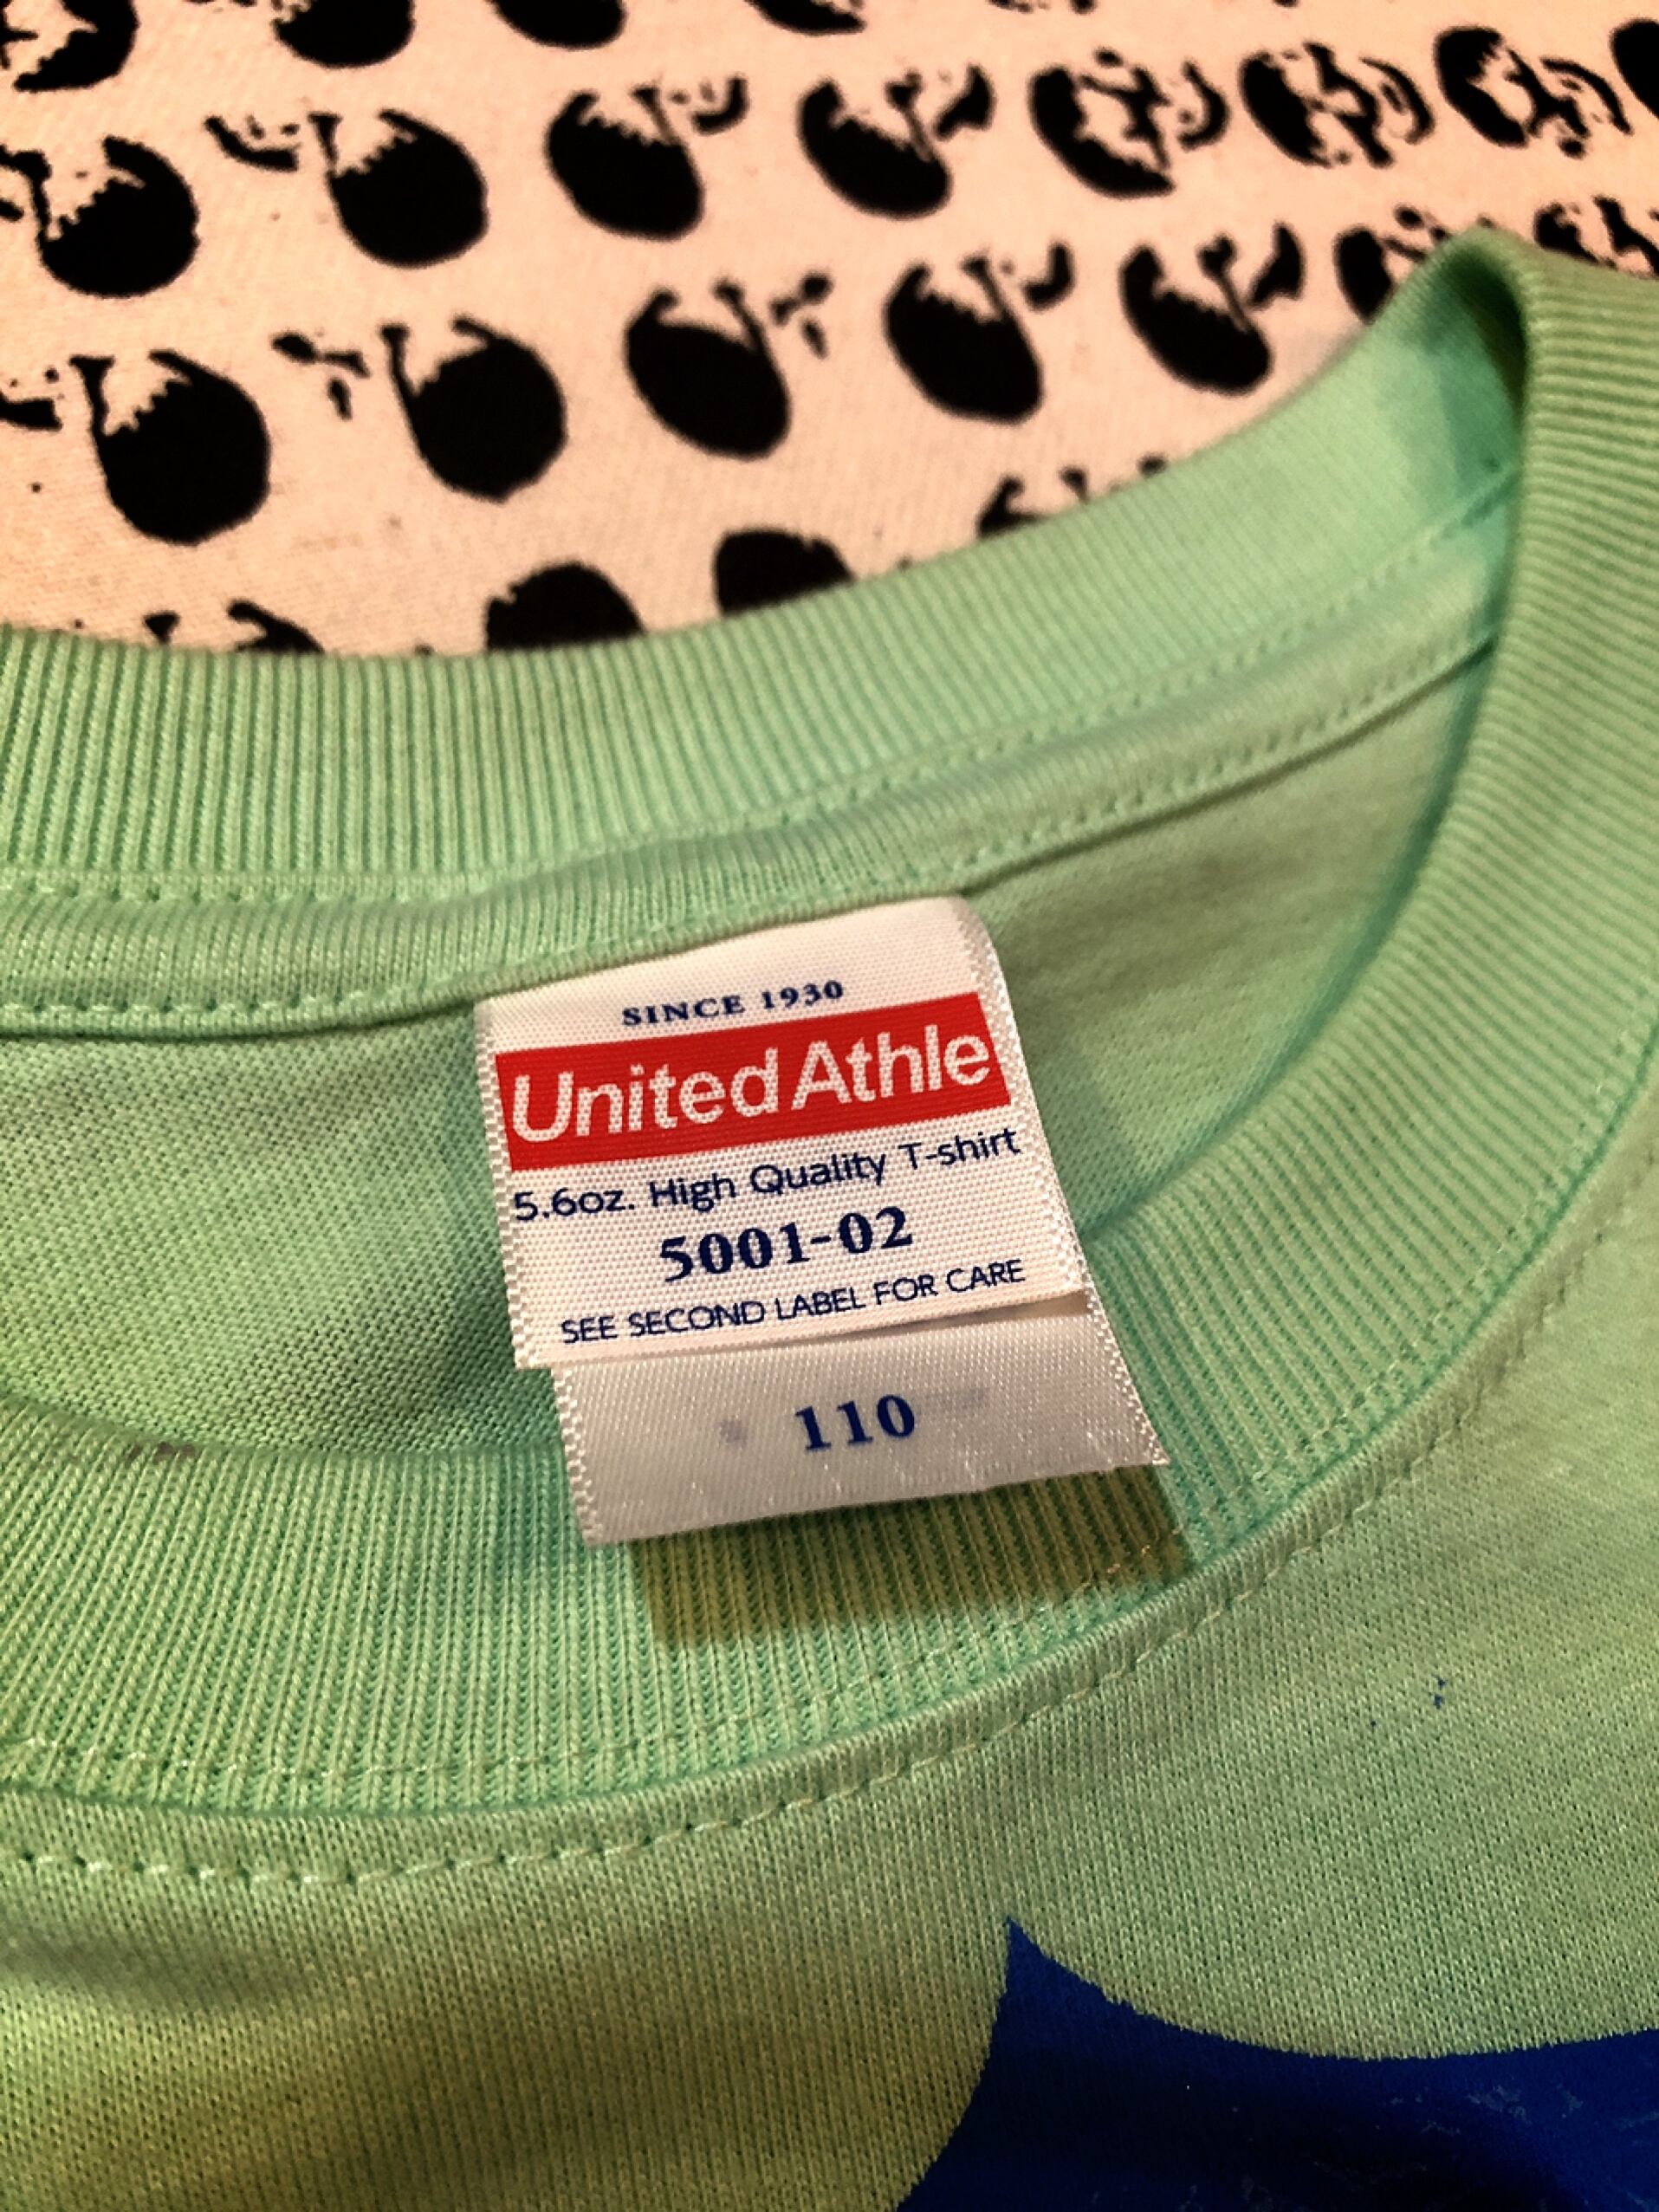 SINCE 1930
United Athle
5.6oz. High Quality T-shirt
5001-02
SEE SECOND LABEL FOR CARE
110